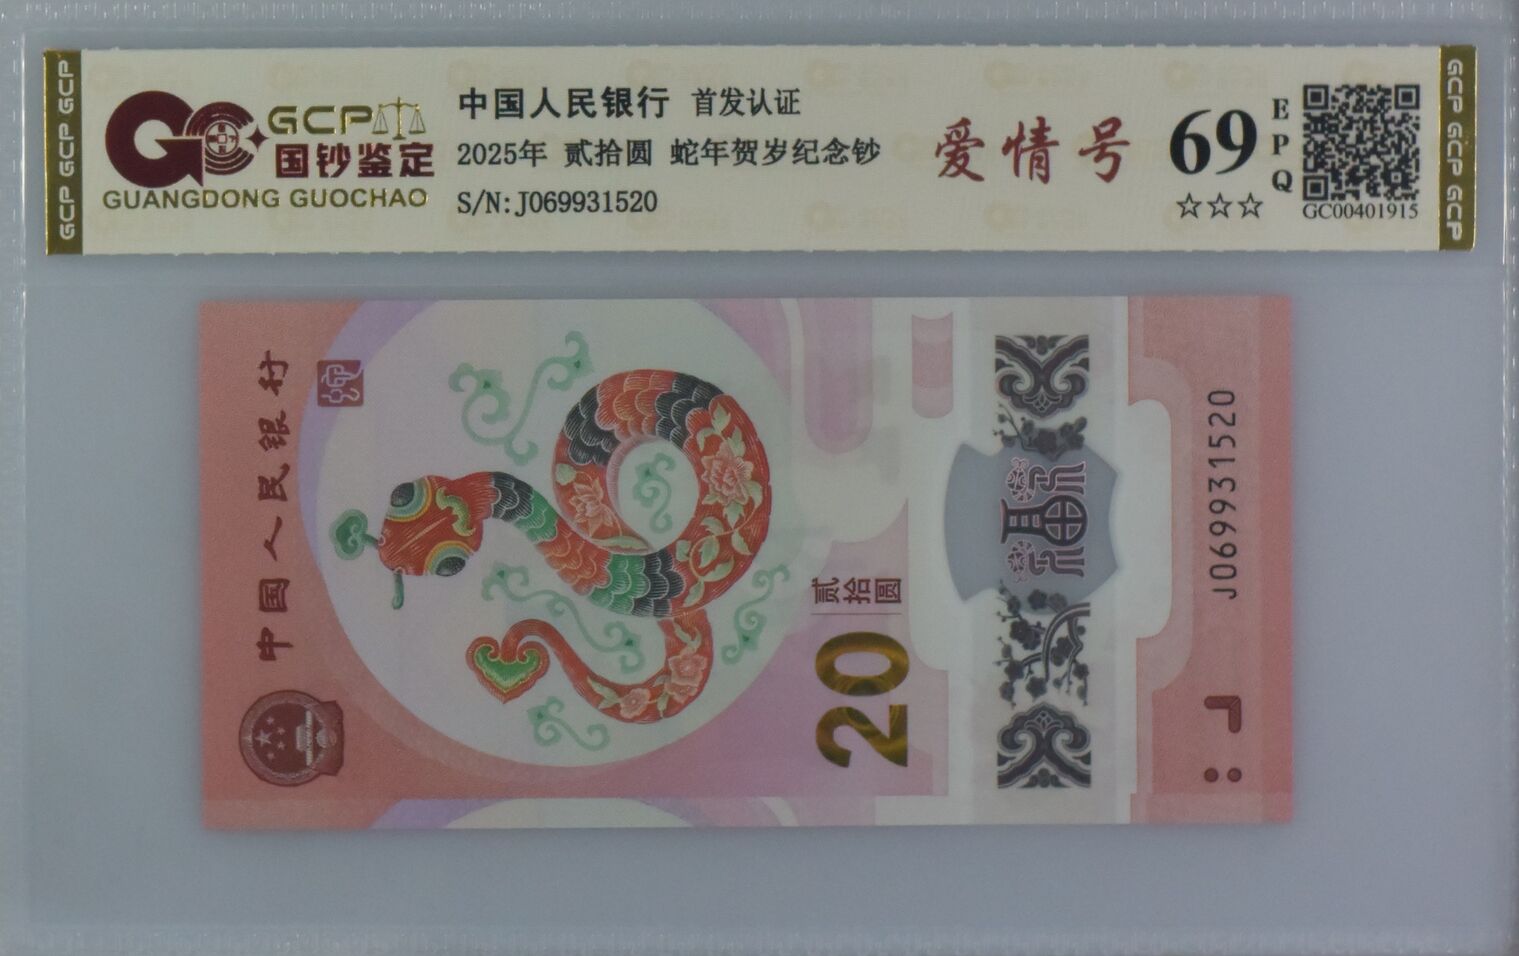 GCP GCP GCP
GCP
国钞鉴定
GUANGDONG GUOCHAO
中国人民银行 首发认证
2025年 贰拾圆 蛇年贺岁纪念钞
S/N:J069931520
爱情号
69
EPQ
☆☆☆
GC00401915
GCP GCP GCP
中国人民银行
贰拾圆
20
福
J069931520